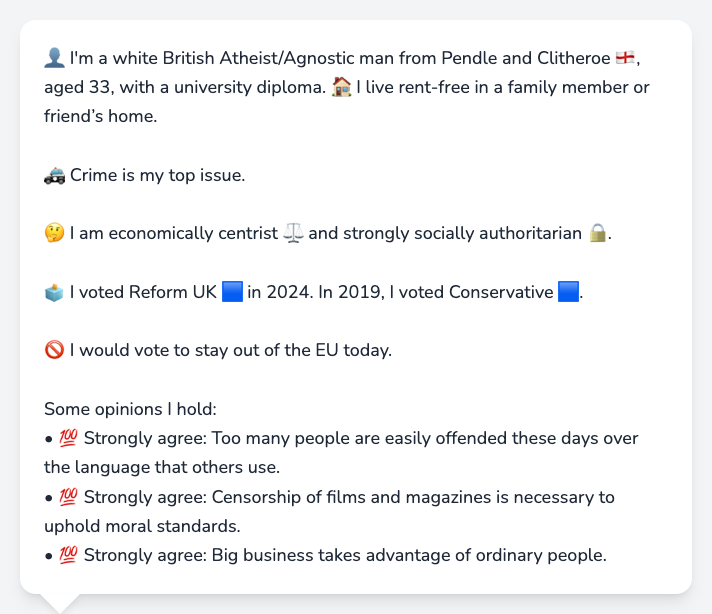 👤 I'm a white British Atheist/Agnostic man from Pendle and Clitheroe 🏴󠁧󠁢󠁥󠁮󠁧󠁿,
aged 33, with a university diploma. 🏠 I live rent-free in a family member or
friend’s home.
🚓 Crime is my top issue.
🤔 I am economically centrist ⚖️ and strongly socially authoritarian 🔒.
🗳️ I voted Reform UK 🟦 in 2024. In 2019, I voted Conservative 🟦.
🚫 I would vote to stay out of the EU today.
Some opinions I hold:
• 💯 Strongly agree: Too many people are easily offended these days over
the language that others use.
• 💯 Strongly agree: Censorship of films and magazines is necessary to
uphold moral standards.
• 💯 Strongly agree: Big business takes advantage of ordinary people.